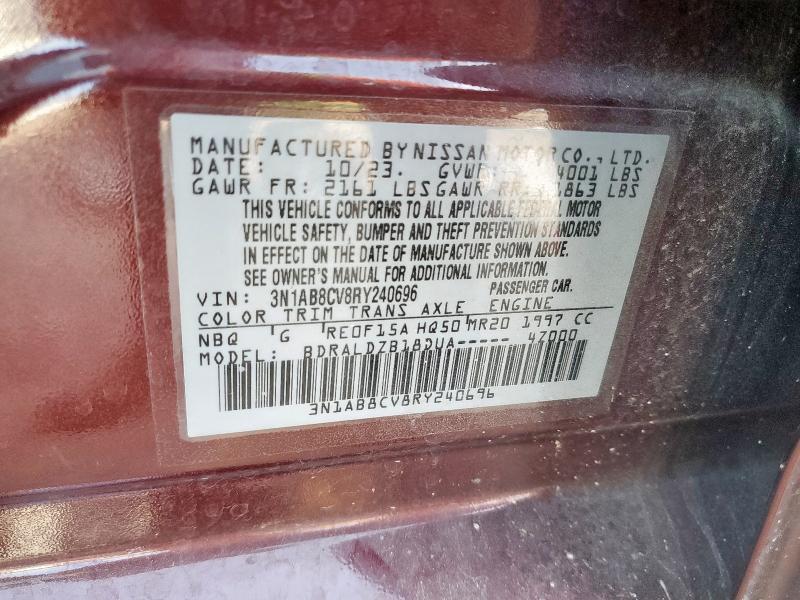 MANUFACTURED BY NISSAN MOTOR CO., LTD.
DATE: 10/23. GVWR 4001 LBS
GAWR FR: 2161 LBS GAWR RR: 1863 LBS
THIS VEHICLE CONFORMS TO ALL APPLICABLE FEDERAL MOTOR
VEHICLE SAFETY, BUMPER AND THEFT PREVENTION STANDARDS
IN EFFECT ON THE DATE OF MANUFACTURE SHOWN ABOVE.
SEE OWNER'S MANUAL FOR ADDITIONAL INFORMATION.
VIN: 3N1AB8CV8RY240696 PASSENGER CAR.
COLOR TRIM TRANS AXLE ENGINE
NBQ G RE0F15A HQ50 MR20 1997 CC
MODEL: BDRALDZB18DUA----- 47000
3N1AB8CV8RY240696